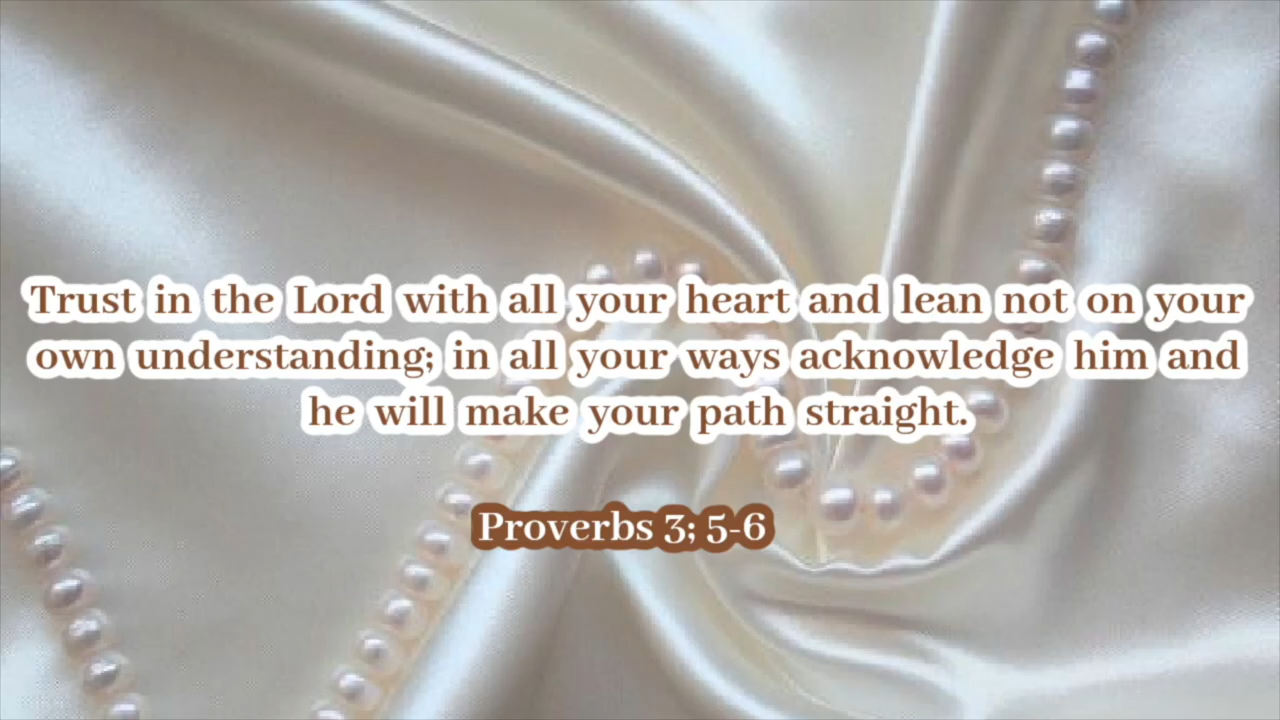 Trust in the Lord with all your heart and lean not on your
own understanding; in all your ways acknowledge him and
he will make your path straight.
Proverbs 3; 5-6